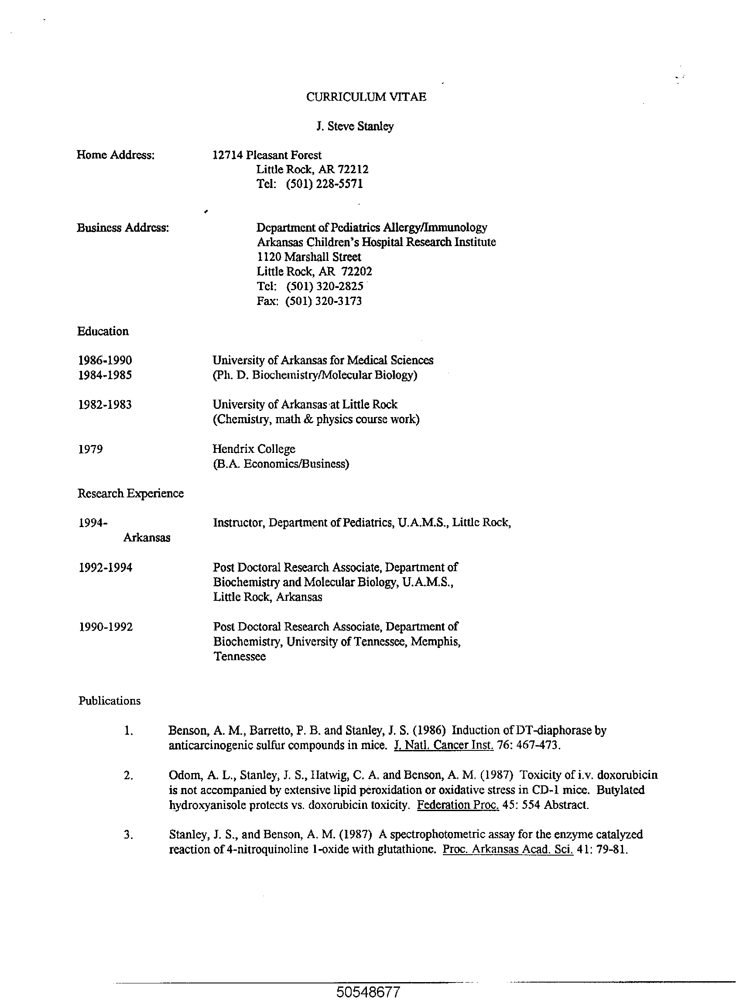 CURRICULUM VITAE
J. Steve Stanley
Home Address: 12714 Pleasant Forest
Little Rock, AR 72212
Tel: (501) 228-5571
Business Address: Department of Pediatrics Allergy/Immunology
Arkansas Children's Hospital Research Institute
1120 Marshall Street
Little Rock, AR 72202
Tel: (501) 320-2825
Fax: (501) 320-3173
Education
1986-1990 University of Arkansas for Medical Sciences
1984-1985 (Ph. D. Biochemistry/Molecular Biology)
1982-1983 University of Arkansas at Little Rock
(Chemistry, math & physics course work)
1979 Hendrix College
(B.A. Economics/Business)
Research Experience
1994- Instructor, Department of Pediatrics, U.A.M.S., Little Rock,
Arkansas
1992-1994 Post Doctoral Research Associate, Department of
Biochemistry and Molecular Biology, U.A.M.S.,
Little Rock, Arkansas
1990-1992 Post Doctoral Research Associate, Department of
Biochemistry, University of Tennessee, Memphis,
Tennessee
Publications
1. Benson, A. M., Barretto, P. B. and Stanley, J. S. (1986) Induction of DT-diaphorase by
anticarcinogenic sulfur compounds in mice. J. Natl. Cancer Inst. 76: 467-473.
2. Odom, A. L., Stanley, J. S., Hatwig, C. A. and Benson, A. M. (1987) Toxicity of i.v. doxorubicin
is not accompanied by extensive lipid peroxidation or oxidative stress in CD-1 mice. Butylated
hydroxyanisole protects vs. doxorubicin toxicity. Federation Proc. 45: 554 Abstract.
3. Stanley, J. S., and Benson, A. M. (1987) A spectrophotometric assay for the enzyme catalyzed
reaction of 4-nitroquinoline 1-oxide with glutathione. Proc. Arkansas Acad. Sci. 41: 79-81.
50548677